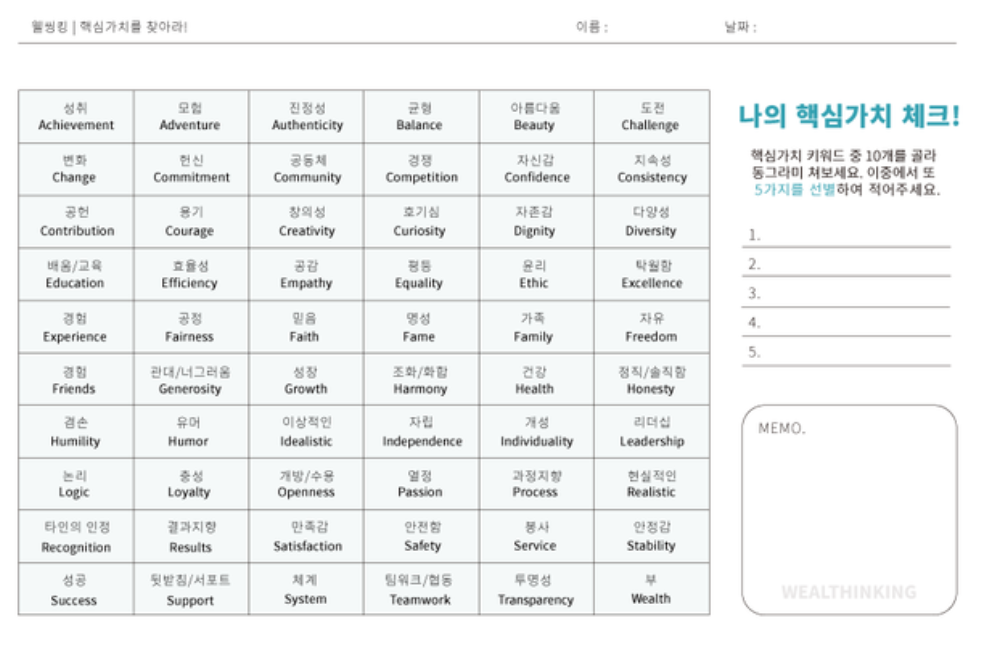 웰씽킹 | 핵심가치를 찾아라!
이름 :
날짜 :
성취 모험 진정성 균형 아름다움 도전
Achievement Adventure Authenticity Balance Beauty Challenge
변화 헌신 공동체 경쟁 자신감 지속성
Change Commitment Community Competition Confidence Consistency
공헌 용기 창의성 호기심 자존감 다양성
Contribution Courage Creativity Curiosity Dignity Diversity
배움/교육 효율성 공감 평등 윤리 탁월함
Education Efficiency Empathy Equality Ethic Excellence
경험 공정 믿음 명성 가족 자유
Experience Fairness Faith Fame Family Freedom
경험 관대/너그러움 성장 조화/화합 건강 정직/솔직함
Friends Generosity Growth Harmony Health Honesty
겸손 유머 이상적인 자립 개성 리더십
Humility Humor Idealistic Independence Individuality Leadership
논리 충성 개방/수용 열정 과정지향 현실적인
Logic Loyalty Openness Passion Process Realistic
타인의 인정 결과지향 만족감 안전함 봉사 안정감
Recognition Results Satisfaction Safety Service Stability
성공 뒷받침/서포트 체계 팀워크/협동 투명성 부
Success Support System Teamwork Transparency Wealth
나의 핵심가치 체크!
핵심가치 키워드 중 10개를 골라
동그라미 쳐보세요. 이중에서 또
5가지를 선별하여 적어주세요.
1.
2.
3.
4.
5.
MEMO.
WEALTHINKING